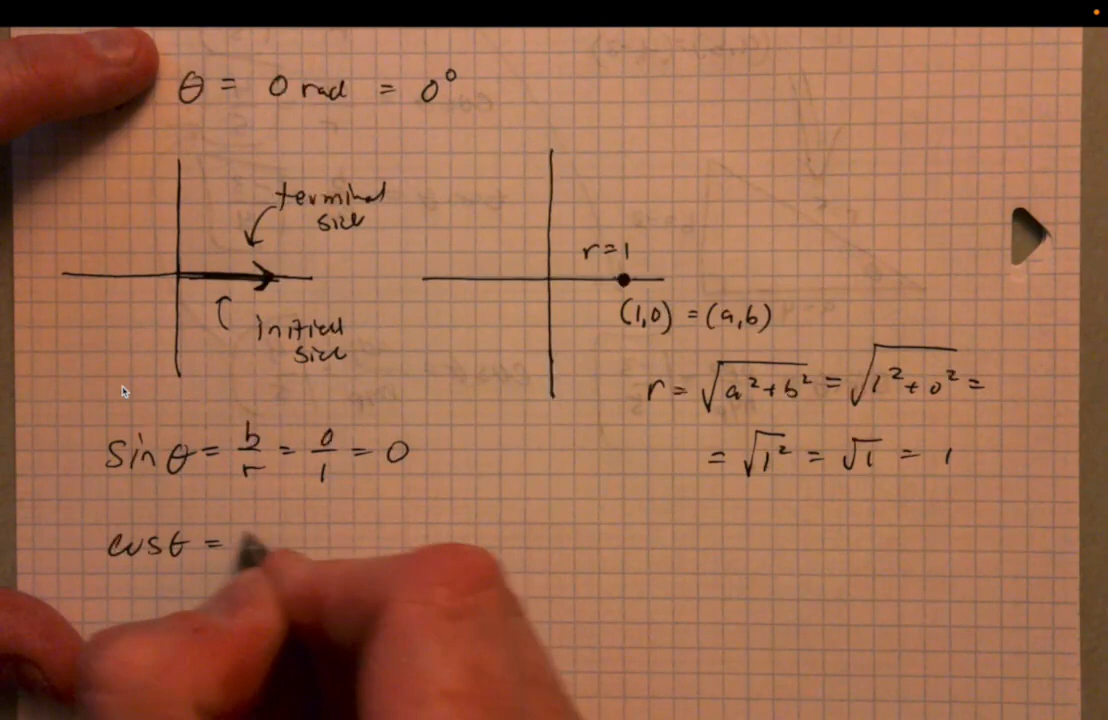 θ = 0 rad = 0°
terminal
side
r=1
(1,0) = (a,b)
initial
side
r = √(a²+b²) = √(1²+0²) =
sin θ = b/r = 0/1 = 0
= √1² = √1 = 1
cos θ =